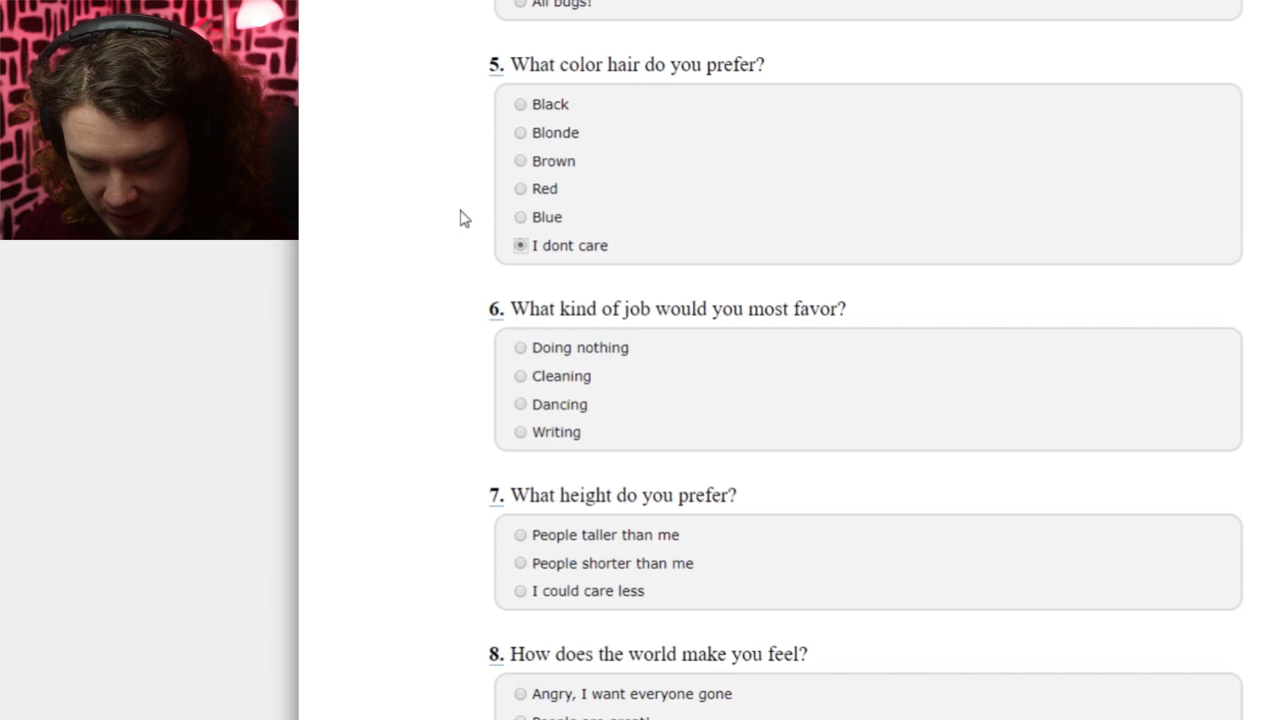 All bugs!
5. What color hair do you prefer?
Black
Blonde
Brown
Red
Blue
I dont care
6. What kind of job would you most favor?
Doing nothing
Cleaning
Dancing
Writing
7. What height do you prefer?
People taller than me
People shorter than me
I could care less
8. How does the world make you feel?
Angry, I want everyone gone
People are great!